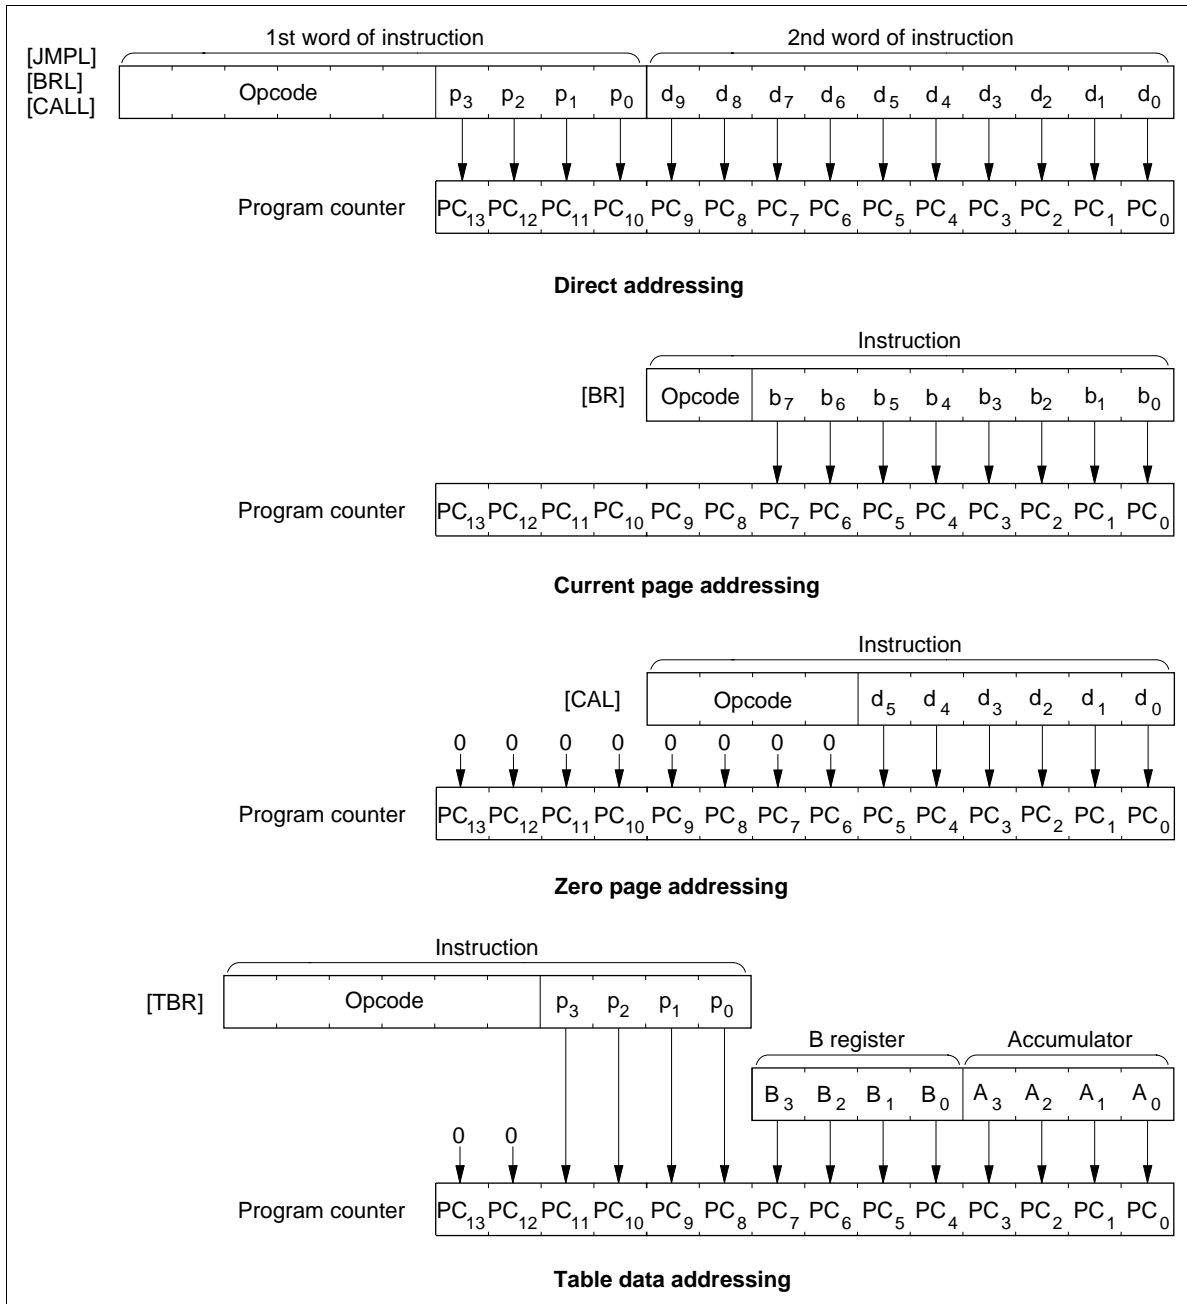 1st word of instruction 2nd word of instruction
[JMPL]
[BRL]
[CALL]
Opcode p3 p2 p1 p0 d9 d8 d7 d6 d5 d4 d3 d2 d1 d0
Program counter PC13 PC12 PC11 PC10 PC9 PC8 PC7 PC6 PC5 PC4 PC3 PC2 PC1 PC0
Direct addressing
Instruction
[BR] Opcode b7 b6 b5 b4 b3 b2 b1 b0
Program counter PC13 PC12 PC11 PC10 PC9 PC8 PC7 PC6 PC5 PC4 PC3 PC2 PC1 PC0
Current page addressing
Instruction
[CAL] Opcode d5 d4 d3 d2 d1 d0
0 0 0 0 0 0 0 0
Program counter PC13 PC12 PC11 PC10 PC9 PC8 PC7 PC6 PC5 PC4 PC3 PC2 PC1 PC0
Zero page addressing
Instruction
[TBR] Opcode p3 p2 p1 p0
B register Accumulator
B3 B2 B1 B0 A3 A2 A1 A0
0 0
Program counter PC13 PC12 PC11 PC10 PC9 PC8 PC7 PC6 PC5 PC4 PC3 PC2 PC1 PC0
Table data addressing